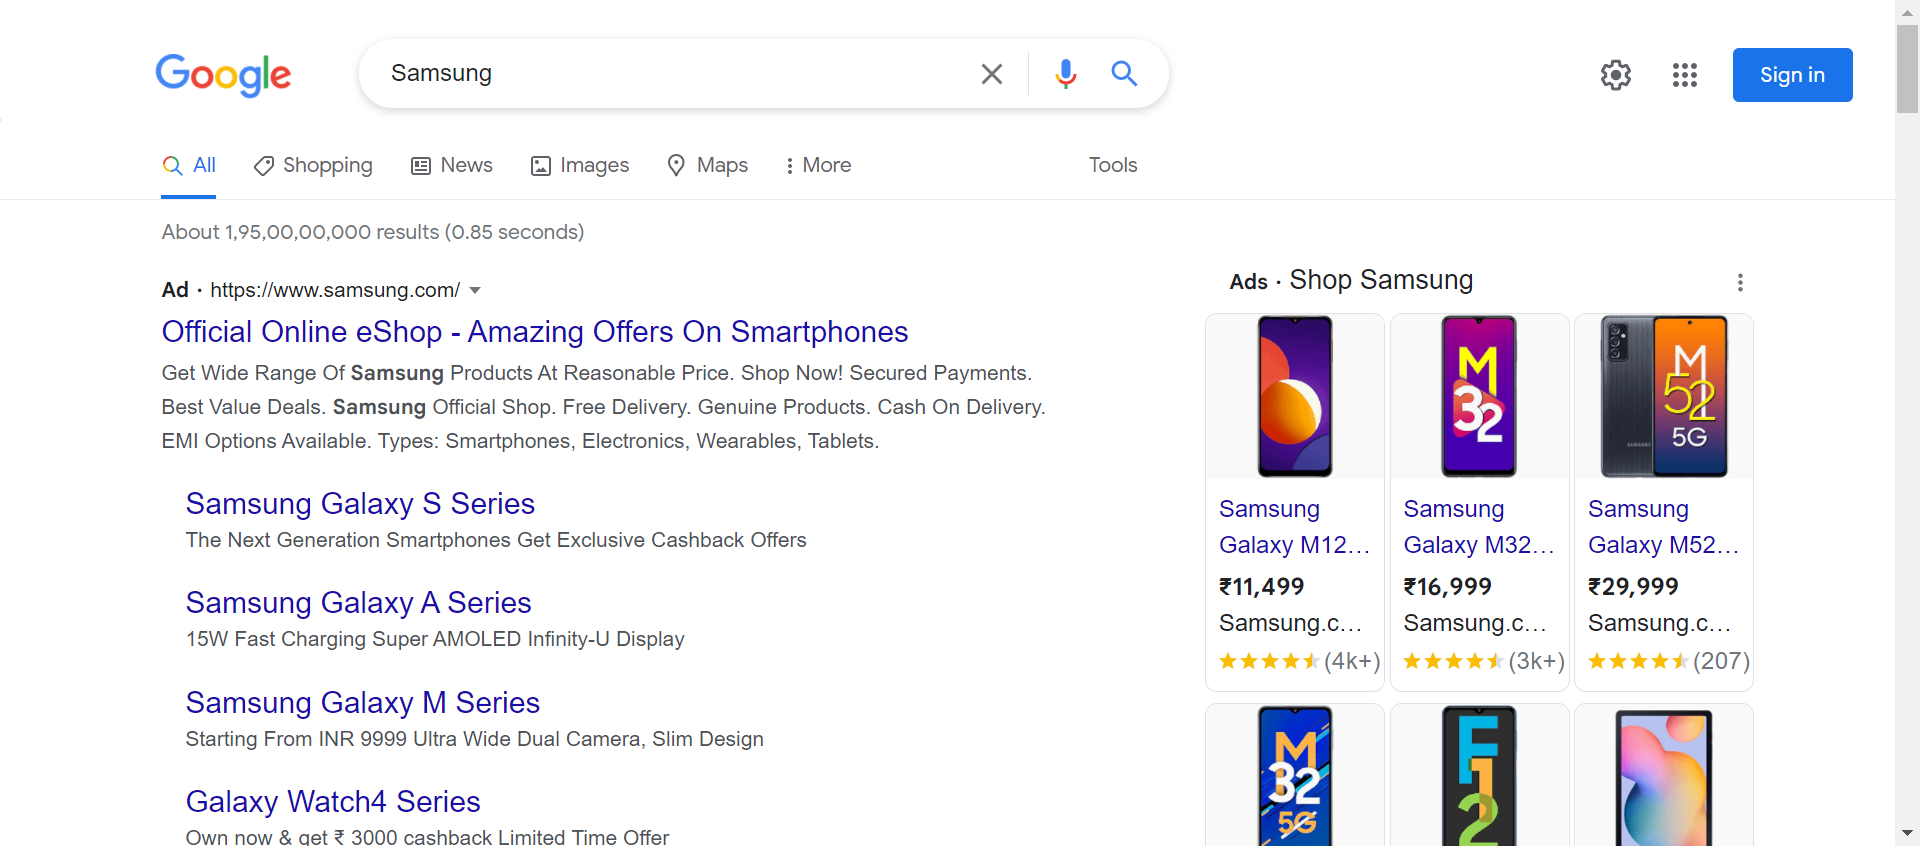 Google
Samsung
Sign in
All
Shopping
News
Images
Maps
More
Tools
About 1,95,00,00,000 results (0.85 seconds)
Ad · https://www.samsung.com/
Official Online eShop - Amazing Offers On Smartphones
Get Wide Range Of Samsung Products At Reasonable Price. Shop Now! Secured Payments.
Best Value Deals. Samsung Official Shop. Free Delivery. Genuine Products. Cash On Delivery.
EMI Options Available. Types: Smartphones, Electronics, Wearables, Tablets.
Samsung Galaxy S Series
The Next Generation Smartphones Get Exclusive Cashback Offers
Samsung Galaxy A Series
15W Fast Charging Super AMOLED Infinity-U Display
Samsung Galaxy M Series
Starting From INR 9999 Ultra Wide Dual Camera, Slim Design
Galaxy Watch4 Series
Own now & get ₹ 3000 cashback Limited Time Offer
Ads · Shop Samsung
Samsung
Galaxy M12...
₹11,499
Samsung.c...
(4k+)
M
32
Samsung
Galaxy M32...
₹16,999
Samsung.c...
(3k+)
SAMSUNG
M
52
5G
Samsung
Galaxy M52...
₹29,999
Samsung.c...
(207)
M
32
5G
F
12